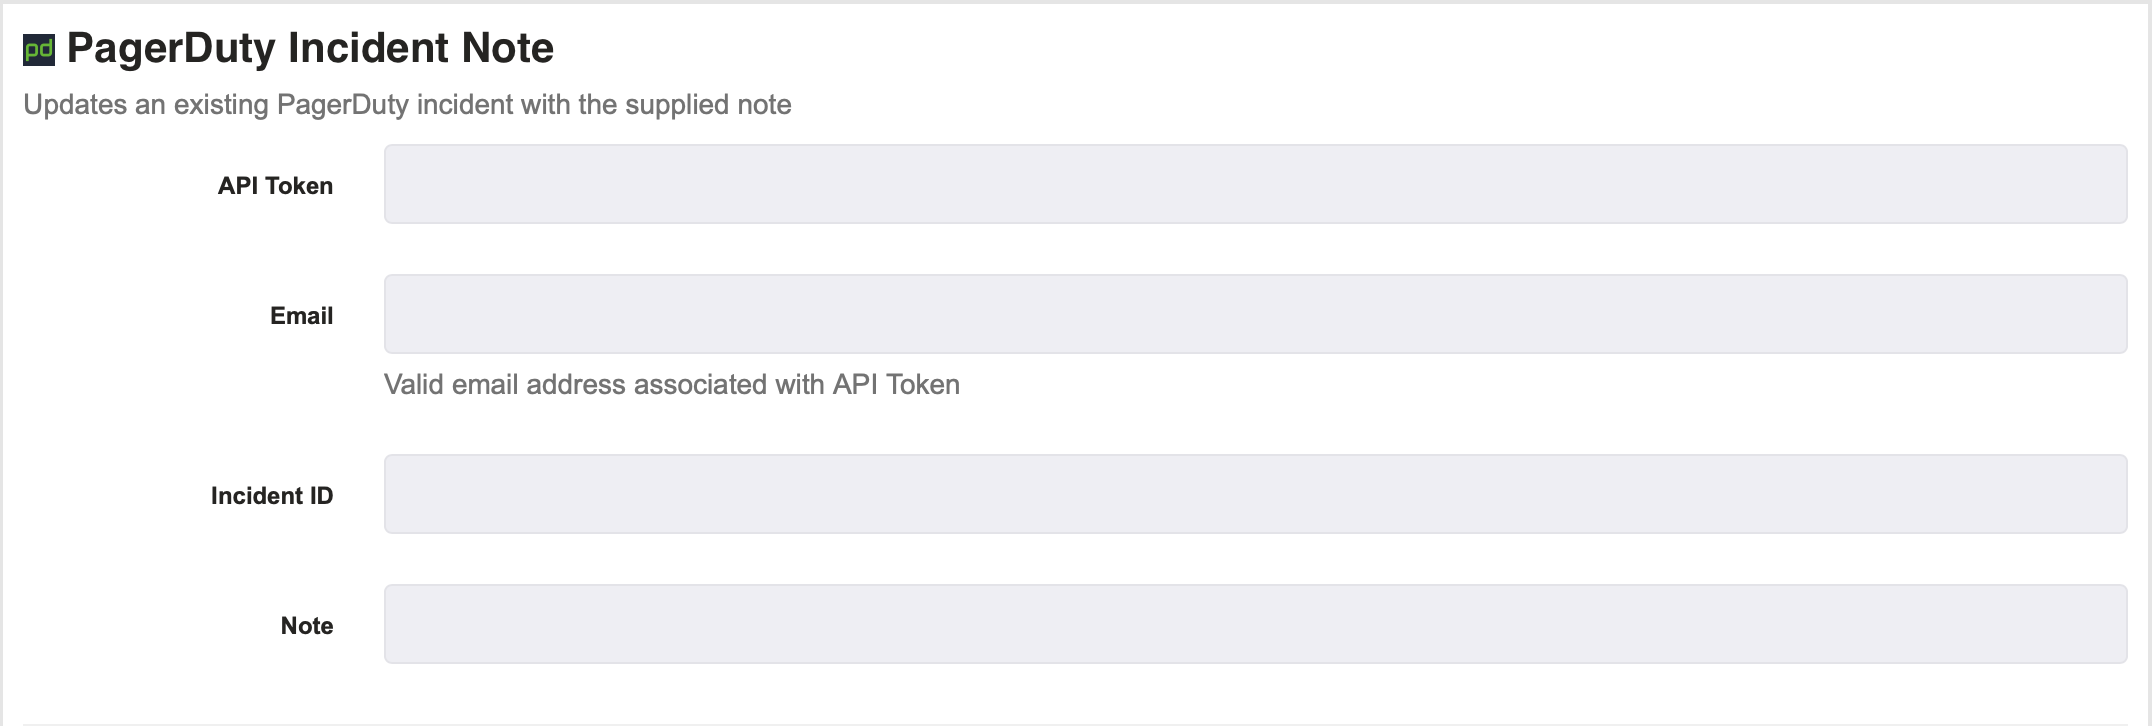 pd PagerDuty Incident Note
Updates an existing PagerDuty incident with the supplied note
API Token
Email
Valid email address associated with API Token
Incident ID
Note